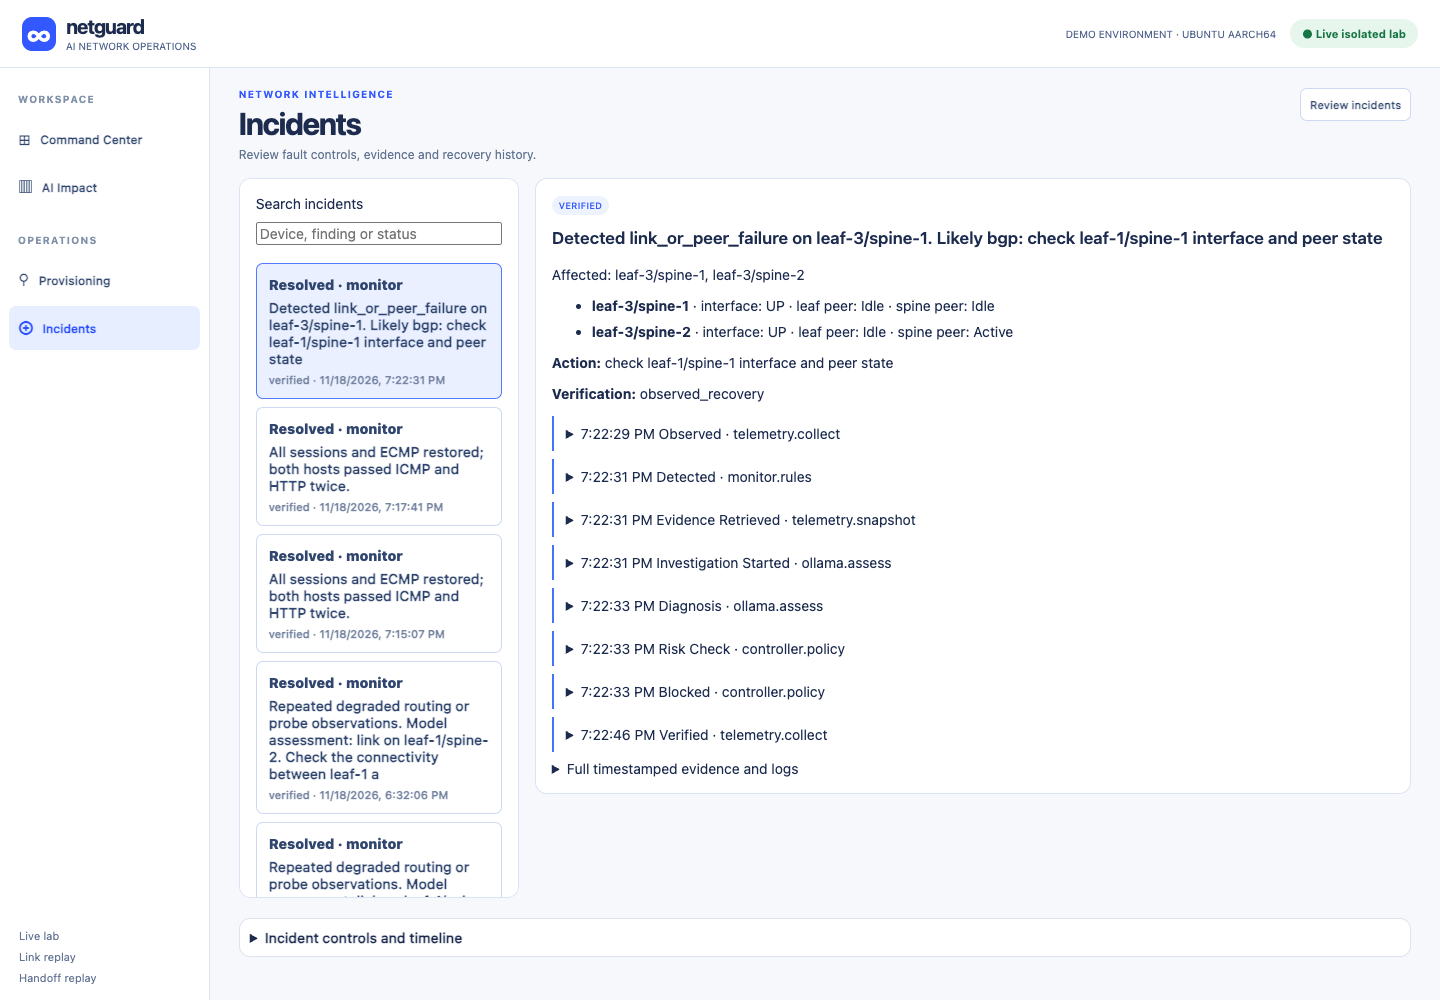 netguard
AI NETWORK OPERATIONS
DEMO ENVIRONMENT · UBUNTU AARCH64
Live isolated lab
WORKSPACE
Command Center
AI Impact
OPERATIONS
Provisioning
Incidents
Live lab
Link replay
Handoff replay
NETWORK INTELLIGENCE
Incidents
Review fault controls, evidence and recovery history.
Review incidents
Search incidents
Device, finding or status
Resolved · monitor
Detected link_or_peer_failure on
leaf-3/spine-1. Likely bgp: check
leaf-1/spine-1 interface and peer
state
verified · 11/18/2026, 7:22:31 PM
Resolved · monitor
All sessions and ECMP restored;
both hosts passed ICMP and
HTTP twice.
verified · 11/18/2026, 7:17:41 PM
Resolved · monitor
All sessions and ECMP restored;
both hosts passed ICMP and
HTTP twice.
verified · 11/18/2026, 7:15:07 PM
Resolved · monitor
Repeated degraded routing or
probe observations. Model
assessment: link on leaf-1/spine-
2. Check the connectivity
between leaf-1 a
verified · 11/18/2026, 6:32:06 PM
Resolved · monitor
Repeated degraded routing or
probe observations. Model
VERIFIED
Detected link_or_peer_failure on leaf-3/spine-1. Likely bgp: check leaf-1/spine-1 interface and peer state
Affected: leaf-3/spine-1, leaf-3/spine-2
• leaf-3/spine-1 · interface: UP · leaf peer: Idle · spine peer: Idle
• leaf-3/spine-2 · interface: UP · leaf peer: Idle · spine peer: Active
Action: check leaf-1/spine-1 interface and peer state
Verification: observed_recovery
7:22:29 PM Observed · telemetry.collect
7:22:31 PM Detected · monitor.rules
7:22:31 PM Evidence Retrieved · telemetry.snapshot
7:22:31 PM Investigation Started · ollama.assess
7:22:33 PM Diagnosis · ollama.assess
7:22:33 PM Risk Check · controller.policy
7:22:33 PM Blocked · controller.policy
7:22:46 PM Verified · telemetry.collect
Full timestamped evidence and logs
Incident controls and timeline